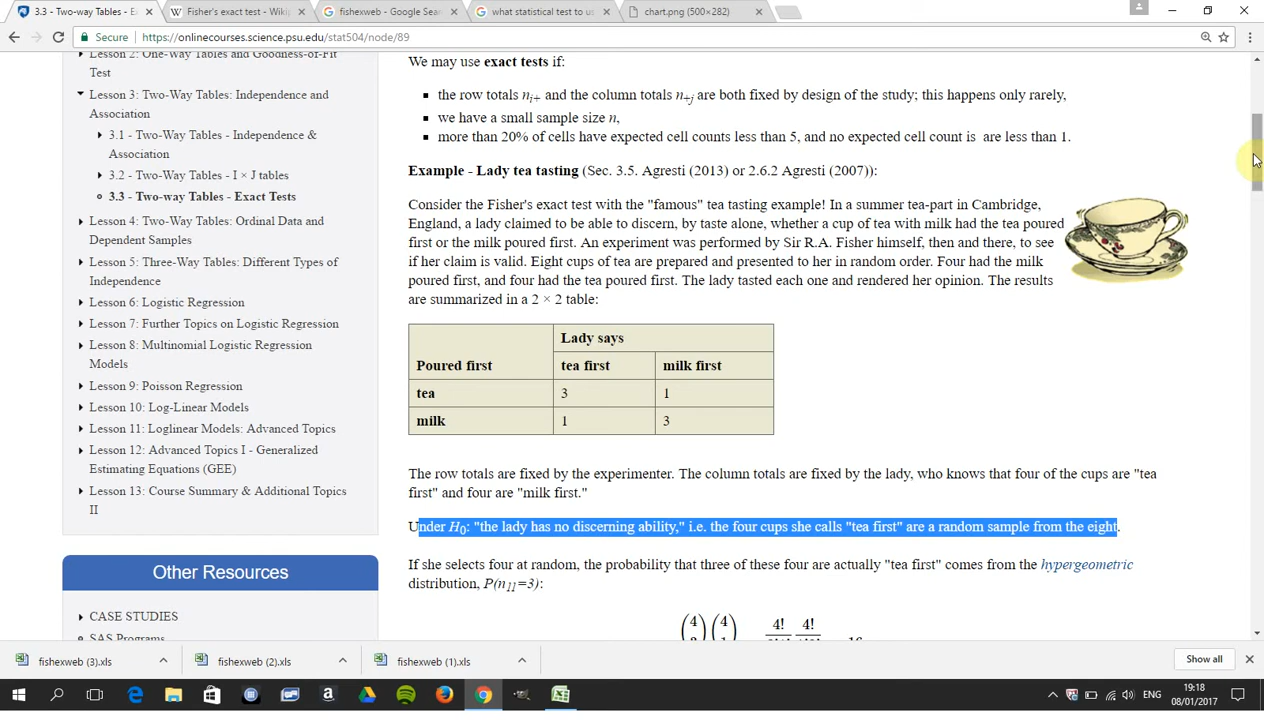 3.3 - Two-way Tables - Ex
Fisher's exact test - Wiki
fishexweb - Google Sea
what statistical test to us
chart.png (500×282)
Secure https://onlinecourses.science.psu.edu/stat504/node/89
Lesson 2: One-Way Tables and Goodness-of-Fit
Test
Lesson 3: Two-Way Tables: Independence and
Association
3.1 - Two-Way Tables - Independence &
Association
3.2 - Two-Way Tables - I × J tables
3.3 - Two-way Tables - Exact Tests
Lesson 4: Two-Way Tables: Ordinal Data and
Dependent Samples
Lesson 5: Three-Way Tables: Different Types of
Independence
Lesson 6: Logistic Regression
Lesson 7: Further Topics on Logistic Regression
Lesson 8: Multinomial Logistic Regression
Models
Lesson 9: Poisson Regression
Lesson 10: Log-Linear Models
Lesson 11: Loglinear Models: Advanced Topics
Lesson 12: Advanced Topics I - Generalized
Estimating Equations (GEE)
Lesson 13: Course Summary & Additional Topics
II
Other Resources
CASE STUDIES
SAS Programs
We may use exact tests if:
the row totals nᵢ₊ and the column totals n₊ⱼ are both fixed by design of the study; this happens only rarely,
we have a small sample size n,
more than 20% of cells have expected cell counts less than 5, and no expected cell count is are less than 1.
Example - Lady tea tasting (Sec. 3.5. Agresti (2013) or 2.6.2 Agresti (2007)):
Consider the Fisher's exact test with the "famous" tea tasting example! In a summer tea-part in Cambridge,
England, a lady claimed to be able to discern, by taste alone, whether a cup of tea with milk had the tea poured
first or the milk poured first. An experiment was performed by Sir R.A. Fisher himself, then and there, to see
if her claim is valid. Eight cups of tea are prepared and presented to her in random order. Four had the milk
poured first, and four had the tea poured first. The lady tasted each one and rendered her opinion. The results
are summarized in a 2 × 2 table:
Lady says
Poured first tea first milk first
tea 3 1
milk 1 3
The row totals are fixed by the experimenter. The column totals are fixed by the lady, who knows that four of the cups are "tea
first" and four are "milk first."
Under H₀: "the lady has no discerning ability," i.e. the four cups she calls "tea first" are a random sample from the eight.
If she selects four at random, the probability that three of these four are actually "tea first" comes from the hypergeometric
distribution, P(n₁₁=3):
(4 (4 4! 4!
fishexweb (3).xls
fishexweb (2).xls
fishexweb (1).xls
Show all
ENG
19:18
08/01/2017